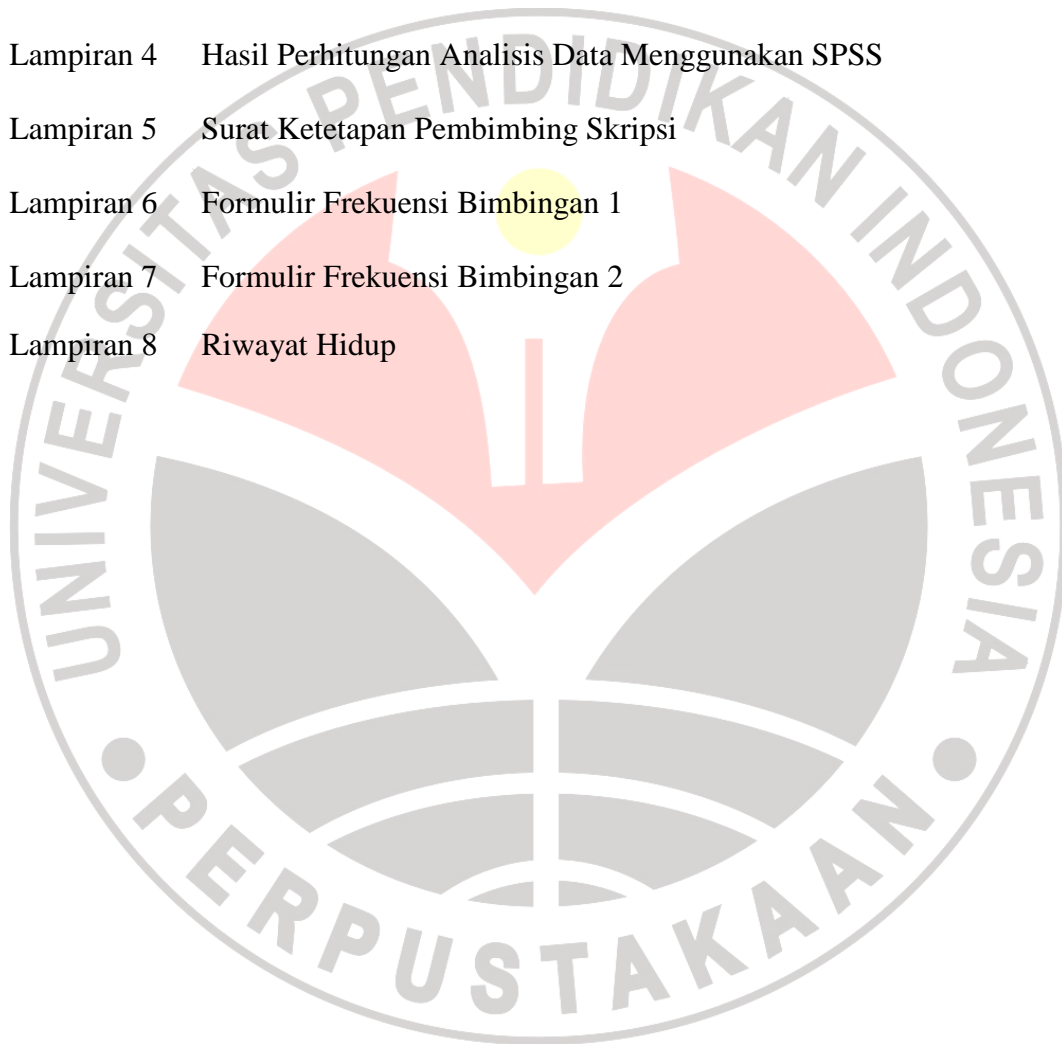 Lampiran 4 Hasil Perhitungan Analisis Data Menggunakan SPSS
Lampiran 5 Surat Ketetapan Pembimbing Skripsi
Lampiran 6 Formulir Frekuensi Bimbingan 1
Lampiran 7 Formulir Frekuensi Bimbingan 2
Lampiran 8 Riwayat Hidup
UNIVERSITAS PENDIDIKAN INDONESIA
PERPUSTAKAAN